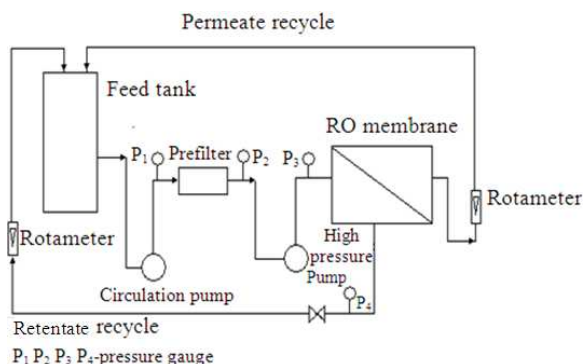 Permeate recycle
Feed tank
RO membrane
P₁
Prefilter
P₂
P₃
Rotameter
Rotameter
High
pressure
Pump
Circulation pump
P₄
Retentate recycle
P₁ P₂ P₃ P₄-pressure gauge